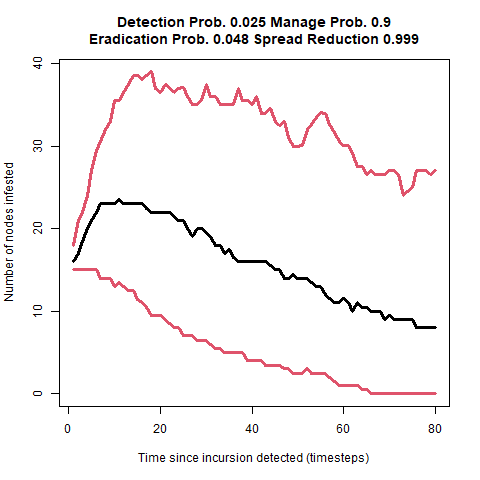 Detection Prob. 0.025 Manage Prob. 0.9
Eradication Prob. 0.048 Spread Reduction 0.999
Number of nodes infested
40
30
20
10
0
0 20 40 60 80
Time since incursion detected (timesteps)